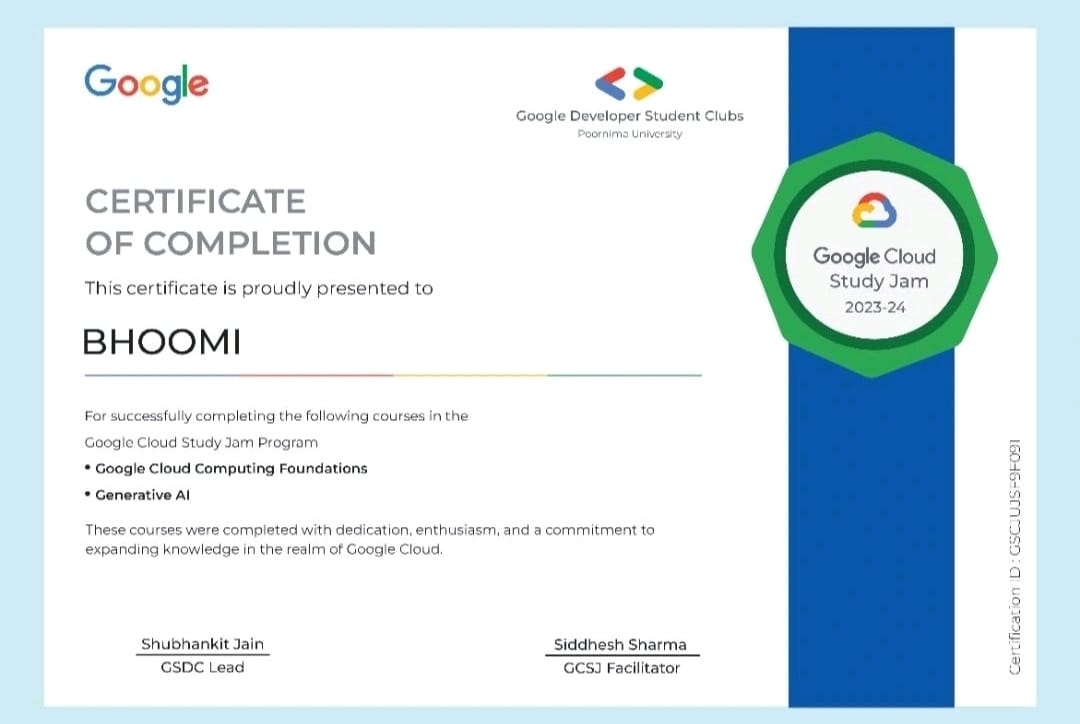 Google
Google Developer Student Clubs
Poornima University
CERTIFICATE
OF COMPLETION
This certificate is proudly presented to
BHOOMI
For successfully completing the following courses in the
Google Cloud Study Jam Program
• Google Cloud Computing Foundations
• Generative AI
These courses were completed with dedication, enthusiasm, and a commitment to
expanding knowledge in the realm of Google Cloud.
Shubhankit Jain
GSDC Lead
Siddhesh Sharma
GCSJ Facilitator
Google Cloud
Study Jam
2023-24
Certification ID :